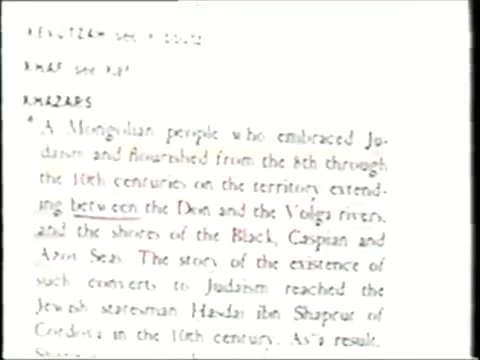 KEVUTZAH see
KHAF see
KHAZARS
A Mongolian people who embraced Ju-
daism and flourished from the 8th through
the 10th centuries on the territory extend-
ing between the Don and the Volga rivers,
and the shores of the Black, Caspian and
Azov Seas. The story of the existence of
such converts to Judaism reached the
Jewish statesman Hasdai ibn Shaprut of
Cordova in the 10th century. As a result,